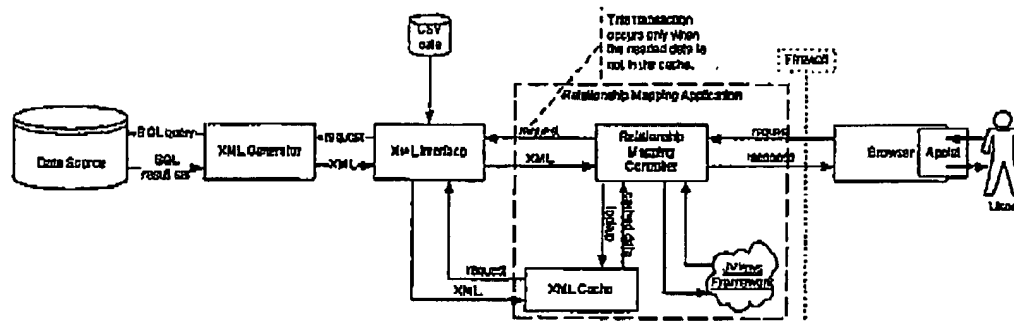 CSV
data
This transaction
occurs only when
the needed data is
not in the cache.
Firewall
Relationship Mapping Application
Data Source
SQL query
SQL
result set
XML Generator
request
XML
XML Interface
request
XML
Relationship
Mapping
Controller
request
response
Browser
Applet
User
lookup
cached data
request
XML
XML Cache
JViews
Framework